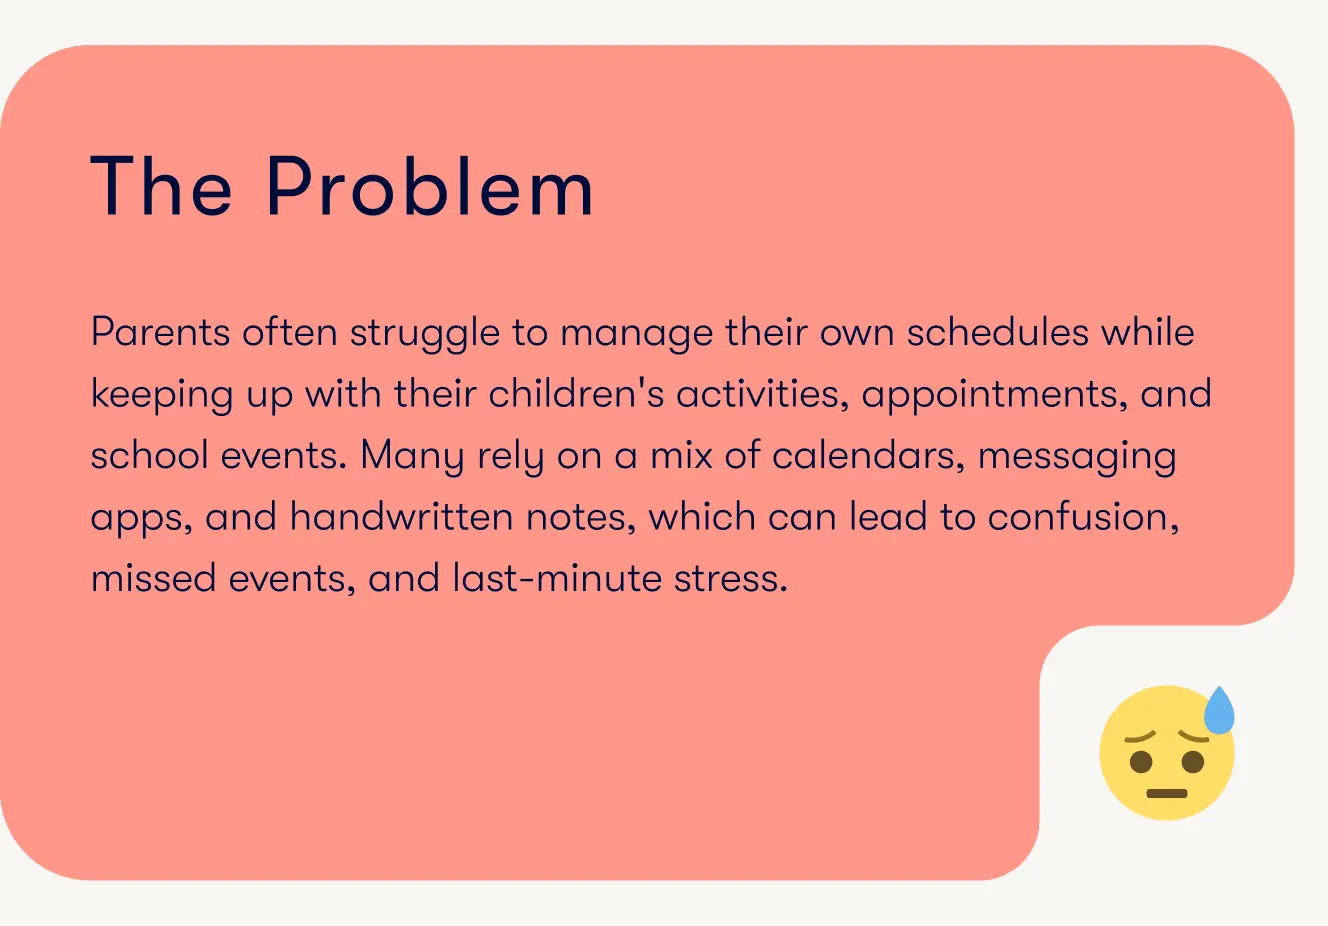 The Problem
Parents often struggle to manage their own schedules while
keeping up with their children's activities, appointments, and
school events. Many rely on a mix of calendars, messaging
apps, and handwritten notes, which can lead to confusion,
missed events, and last-minute stress.